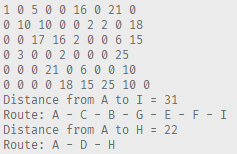 1 0 5 0 0 16 0 21 0
0 10 10 0 0 2 2 0 18
0 0 17 16 2 0 0 6 15
0 3 0 0 2 0 0 0 25
0 0 0 21 0 6 0 0 10
0 0 0 0 18 15 25 10 0
Distance from A to I = 31
Route: A - C - B - G - E - F - I
Distance from A to H = 22
Route: A - D - H